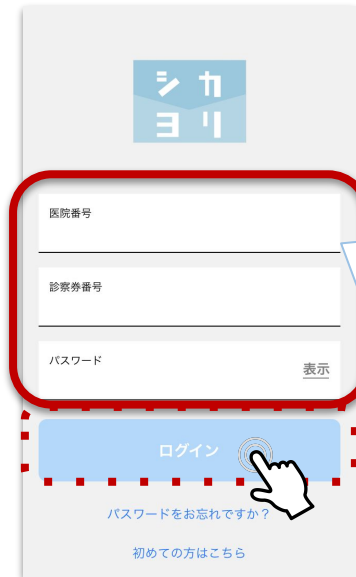 シカ
ヨリ
医院番号
診察券番号
パスワード
表示
ログイン
パスワードをお忘れですか？
初めての方はこちら